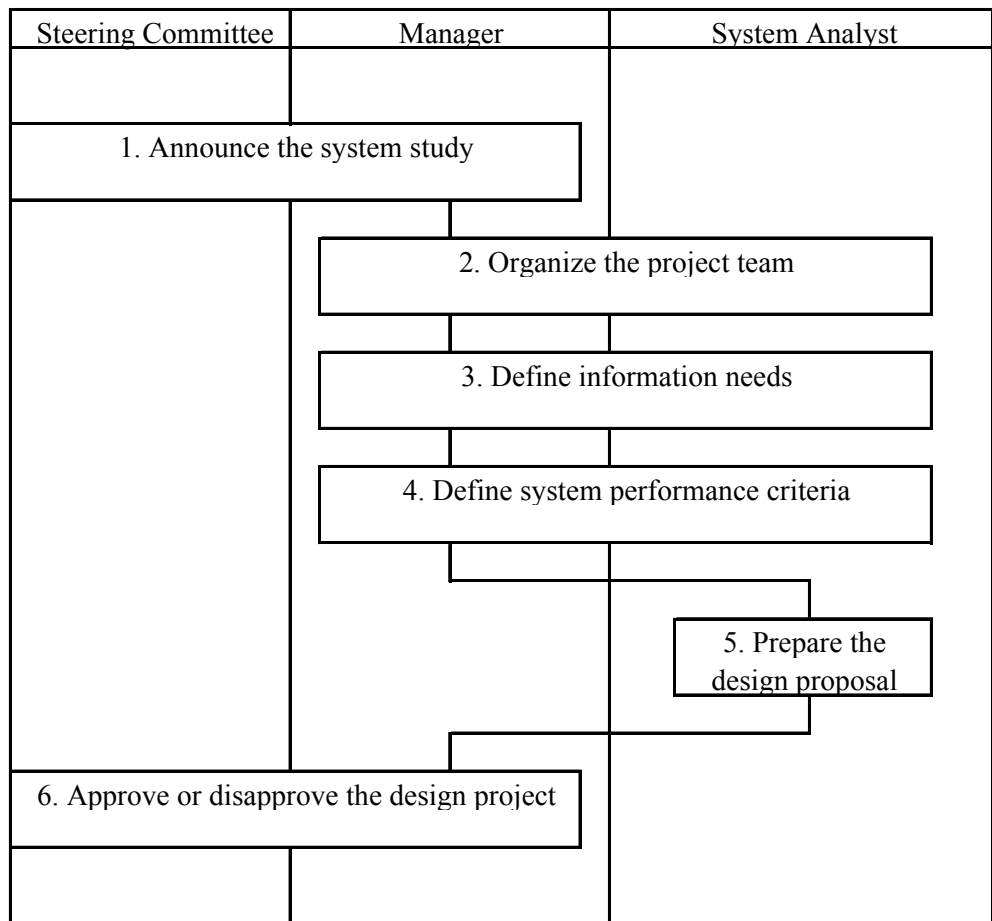 Steering Committee Manager System Analyst
1. Announce the system study
2. Organize the project team
3. Define information needs
4. Define system performance criteria
5. Prepare the
design proposal
6. Approve or disapprove the design project